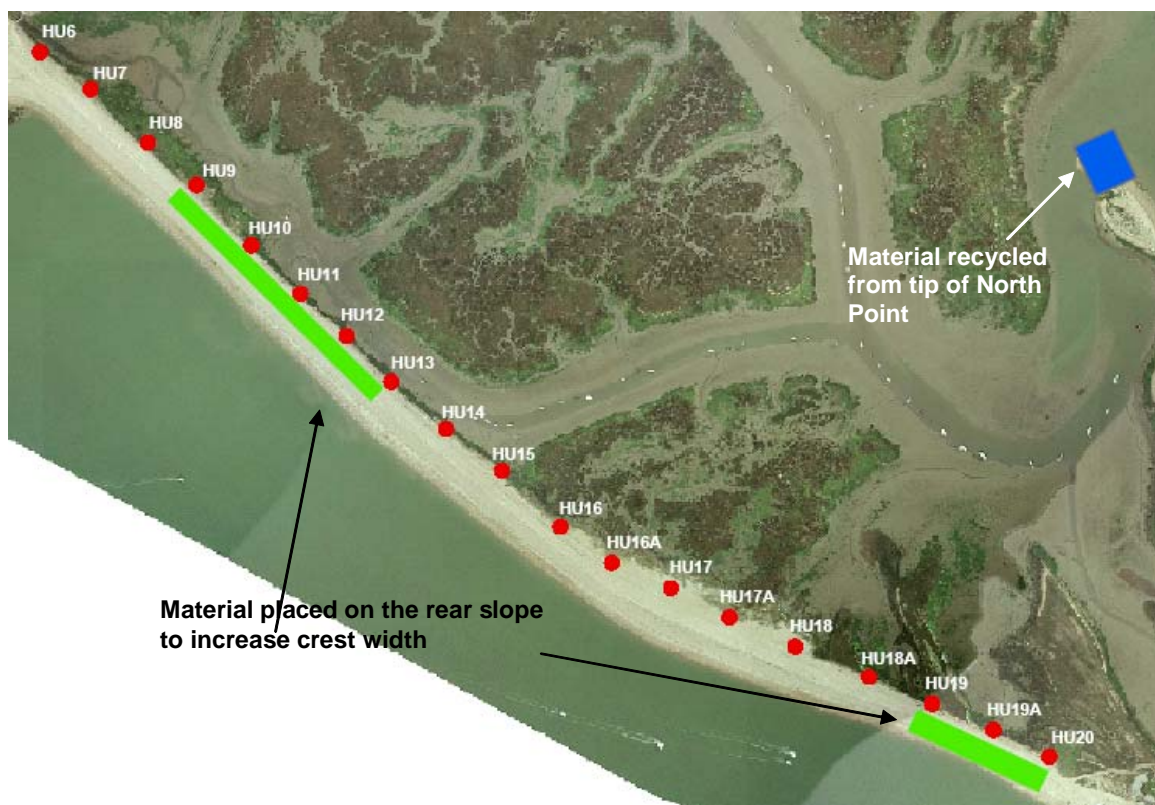 HU6
HU7
HU8
HU9
HU10
HU11
HU12
HU13
HU14
HU15
HU16
HU16A
HU17
HU17A
HU18
HU18A
HU19
HU19A
HU20
Material recycled
from tip of North
Point
Material placed on the rear slope
to increase crest width